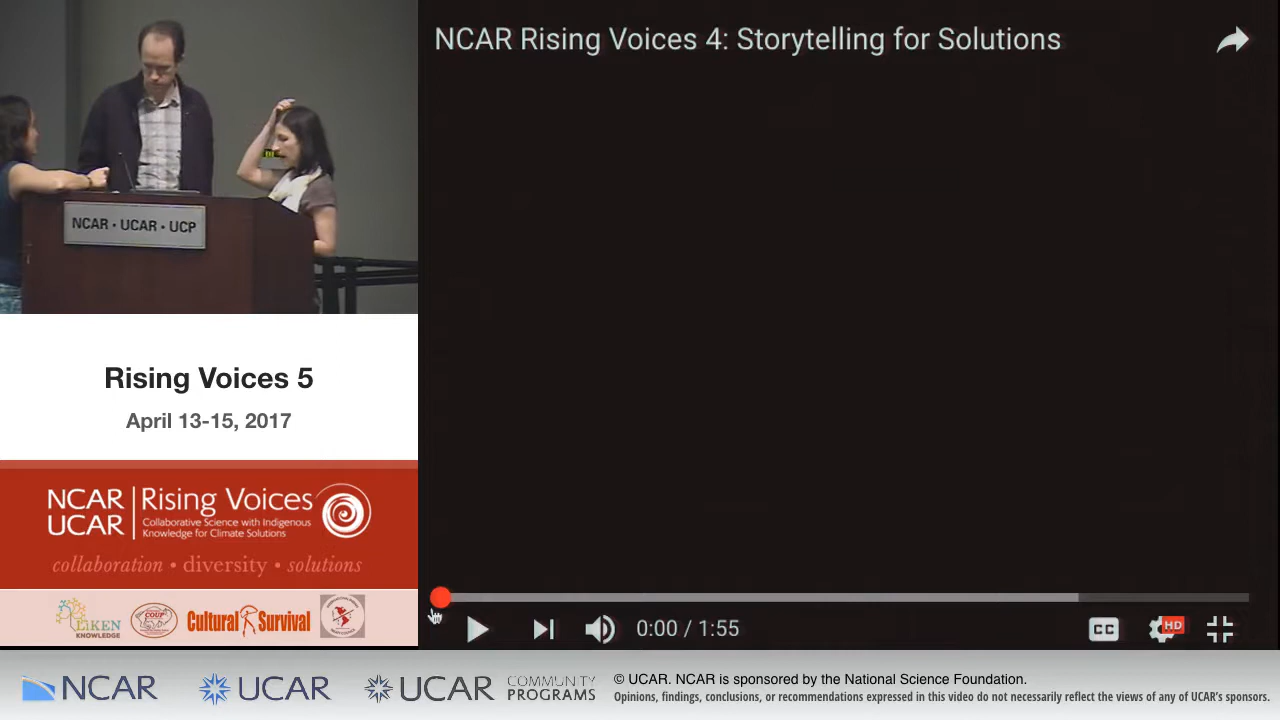 NCAR • UCAR • UCP
NCAR Rising Voices 4: Storytelling for Solutions
0:00 / 1:55
CC
HD
Rising Voices 5
April 13-15, 2017
NCAR
UCAR
Rising Voices
Collaborative Science with Indigenous
Knowledge for Climate Solutions
collaboration • diversity • solutions
LiKEN
KNOWLEDGE
COUP
Cultural Survival
NCAR
UCAR
UCAR
COMMUNITY
PROGRAMS
© UCAR. NCAR is sponsored by the National Science Foundation.
Opinions, findings, conclusions, or recommendations expressed in this video do not necessarily reflect the views of any of UCAR's sponsors.